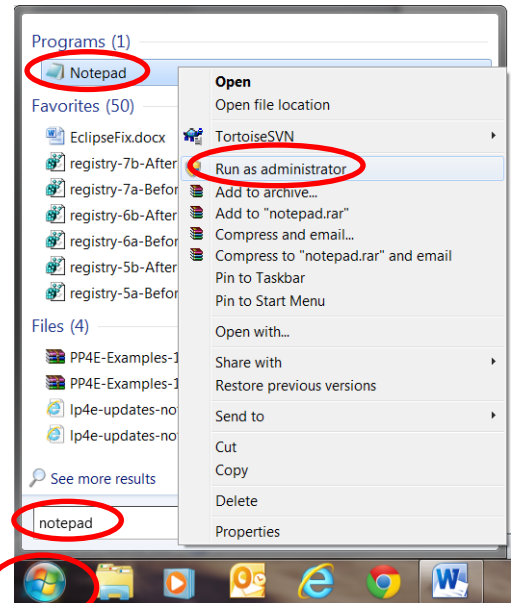 Programs (1)
Notepad
Favorites (50)
EclipseFix.docx
registry-7b-After
registry-7a-Befor
registry-6b-After
registry-6a-Befor
registry-5b-After
registry-5a-Befor
Files (4)
PP4E-Examples-1
PP4E-Examples-1
lp4e-updates-no
lp4e-updates-no
See more results
notepad
Open
Open file location
TortoiseSVN
Run as administrator
Add to archive...
Add to "notepad.rar"
Compress and email...
Compress to "notepad.rar" and email
Pin to Taskbar
Pin to Start Menu
Open with...
Share with
Restore previous versions
Send to
Cut
Copy
Delete
Properties